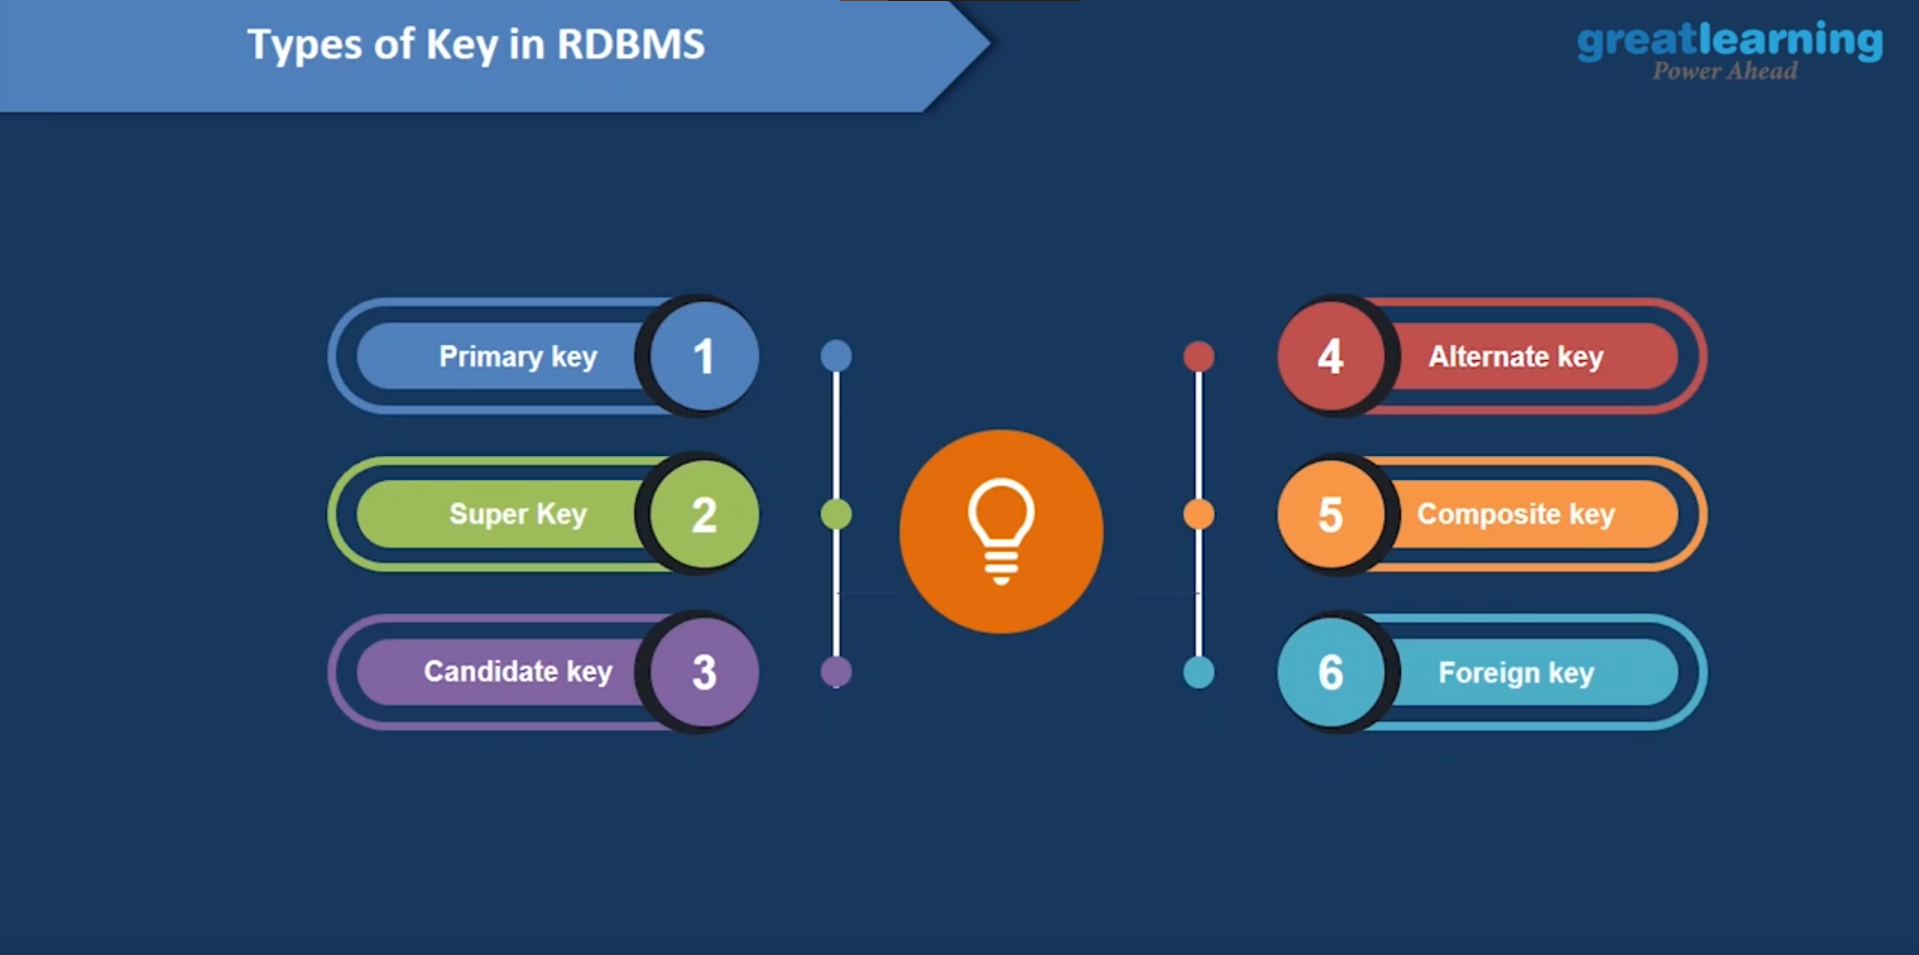 Types of Key in RDBMS
greatlearning
Power Ahead
Primary key 1
Super Key 2
Candidate key 3
4 Alternate key
5 Composite key
6 Foreign key